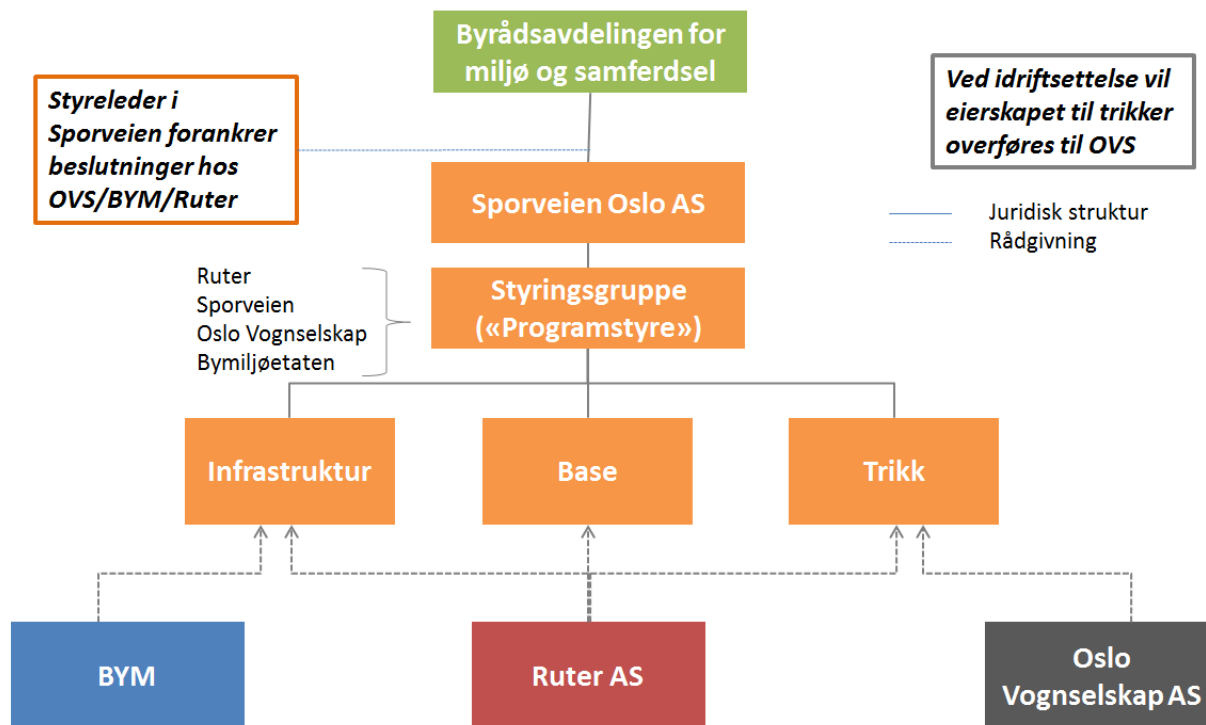 Byrådsavdelingen for
miljø og samferdsel
Styreleder i
Sporveien forankrer
beslutninger hos
OVS/BYM/Ruter
Ved idriftsettelse vil
eierskapet til trikker
overføres til OVS
Sporveien Oslo AS
Juridisk struktur
Rådgivning
Ruter
Sporveien
Oslo Vognselskap
Bymiljøetaten
Styringsgruppe
(«Programstyre»)
Infrastruktur
Base
Trikk
BYM
Ruter AS
Oslo
Vognselskap AS